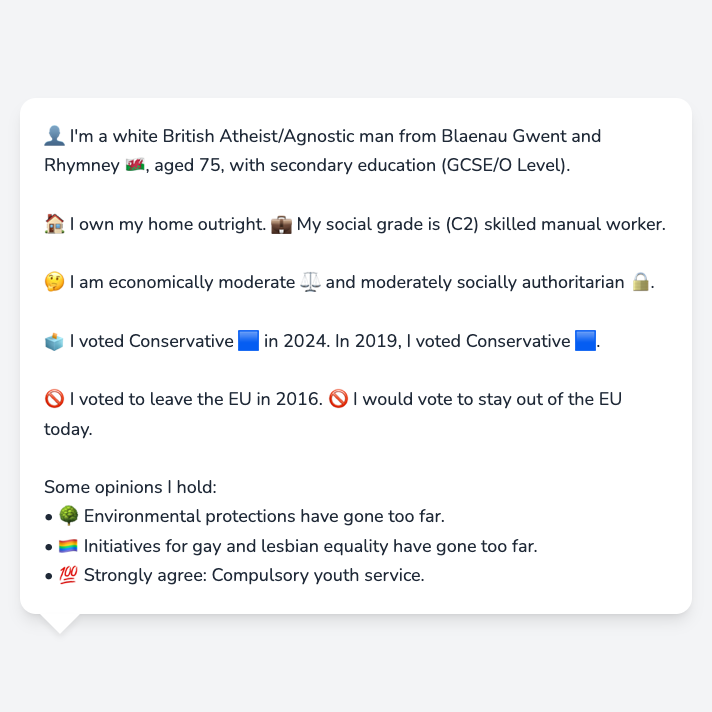 👤 I'm a white British Atheist/Agnostic man from Blaenau Gwent and
Rhymney 🏴󠁧󠁢󠁷󠁬󠁳󠁿, aged 75, with secondary education (GCSE/O Level).
🏠 I own my home outright. 💼 My social grade is (C2) skilled manual worker.
🤔 I am economically moderate ⚖️ and moderately socially authoritarian 🔒.
🗳️ I voted Conservative 🟦 in 2024. In 2019, I voted Conservative 🟦.
🚫 I voted to leave the EU in 2016. 🚫 I would vote to stay out of the EU
today.
Some opinions I hold:
• 🌳 Environmental protections have gone too far.
• 🏳️‍🌈 Initiatives for gay and lesbian equality have gone too far.
• 💯 Strongly agree: Compulsory youth service.